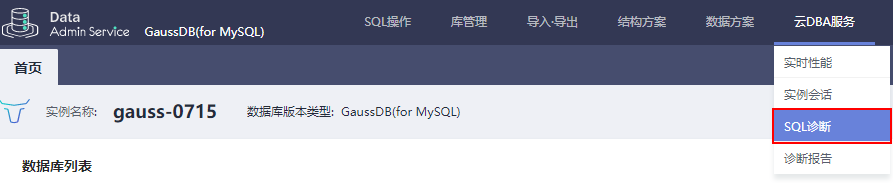 Data
Admin Service GaussDB(for MySQL) SQL操作 库管理 导入·导出 结构方案 数据方案 云DBA服务
首页
实时性能
实例会话
实例名称: gauss-0715 数据库版本类型: GaussDB(for MySQL)
SQL诊断
诊断报告
数据库列表